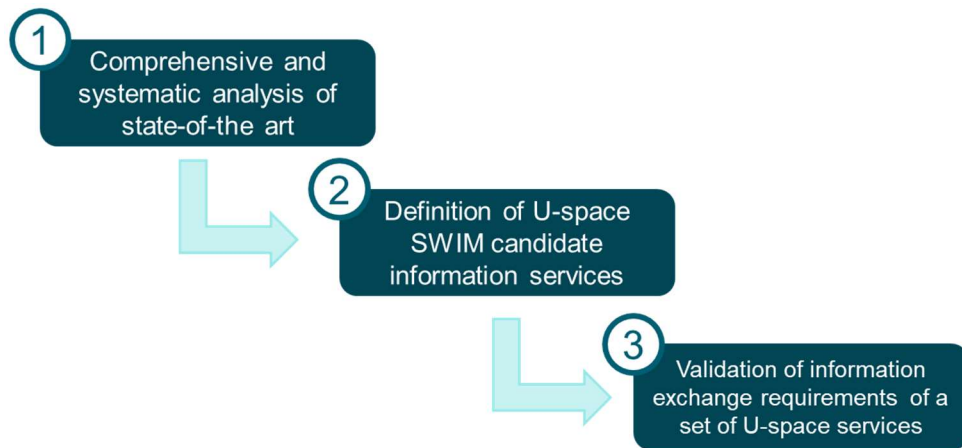 1
Comprehensive and
systematic analysis of
state-of-the art
2
Definition of U-space
SWIM candidate
information services
3
Validation of information
exchange requirements of a
set of U-space services